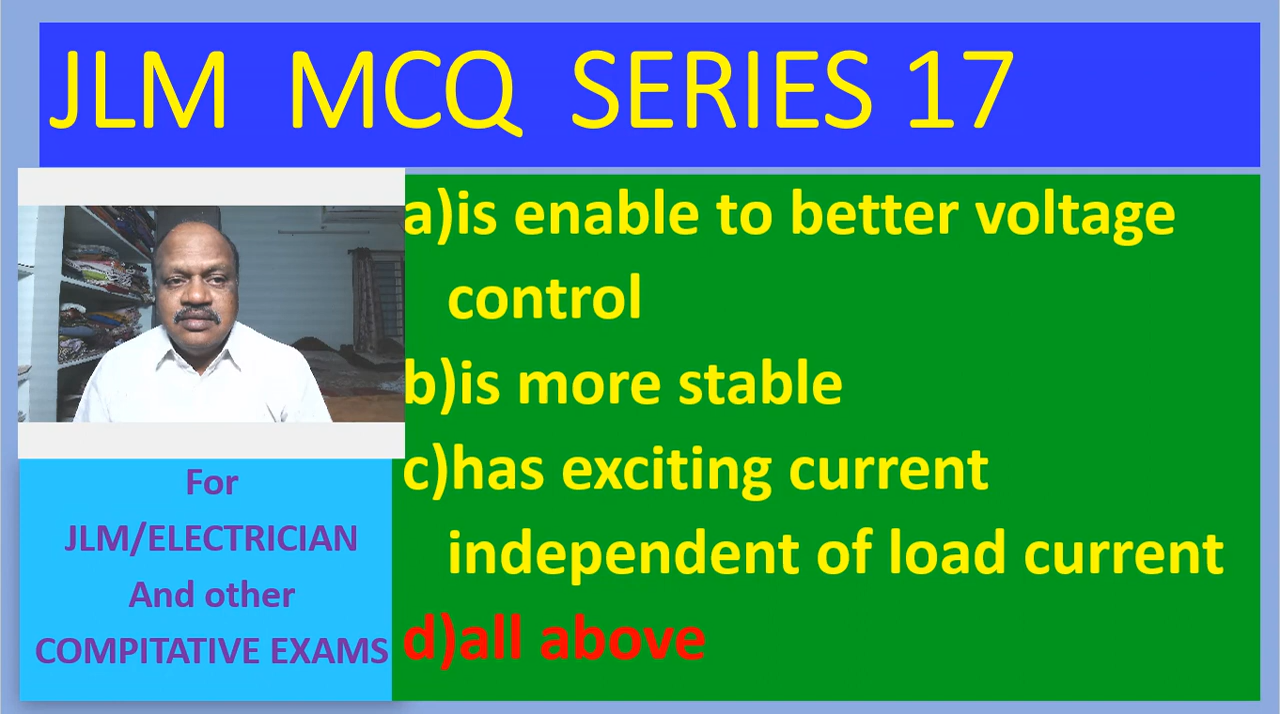 JLM MCQ SERIES 17
a)is enable to better voltage
control
b)is more stable
c)has exciting current
independent of load current
d)all above
For
JLM/ELECTRICIAN
And other
COMPITATIVE EXAMS